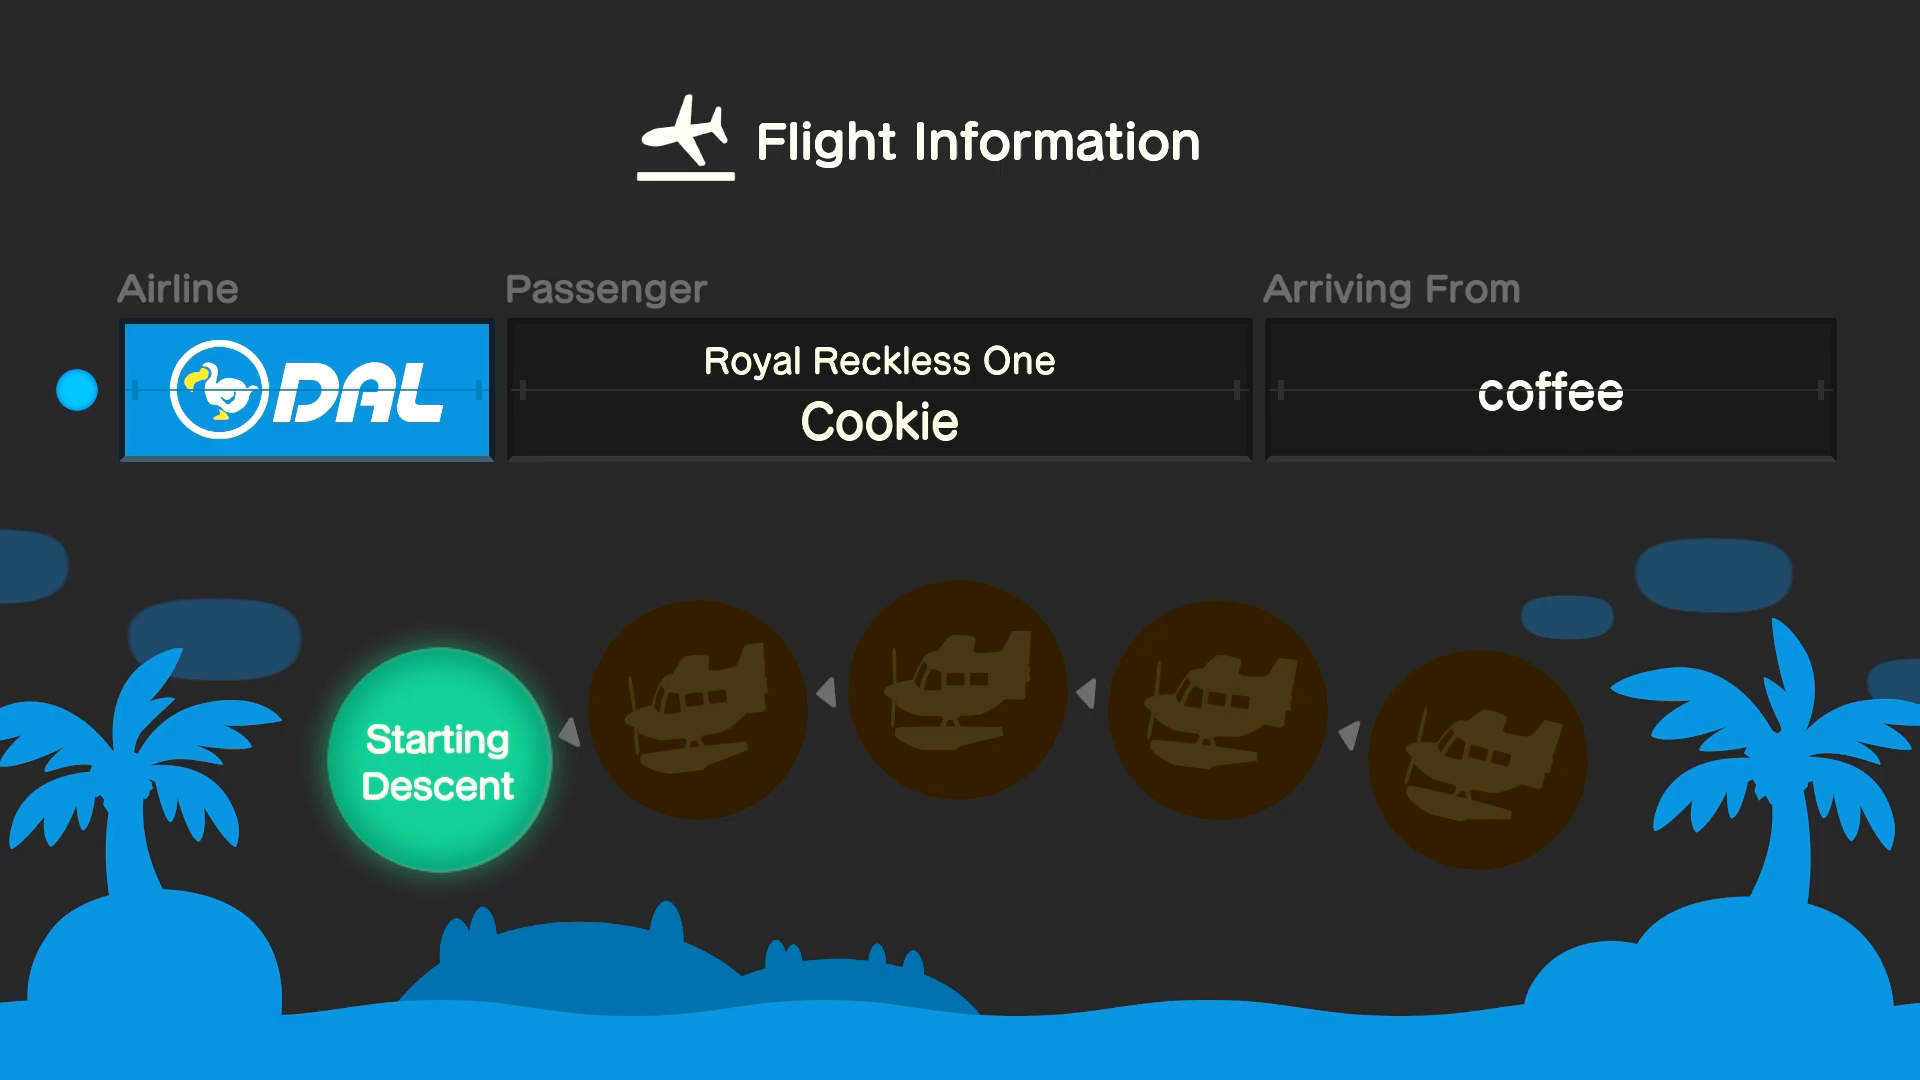 Flight Information
Airline
Passenger
Arriving From
DAL
Royal Reckless One
Cookie
coffee
Starting
Descent